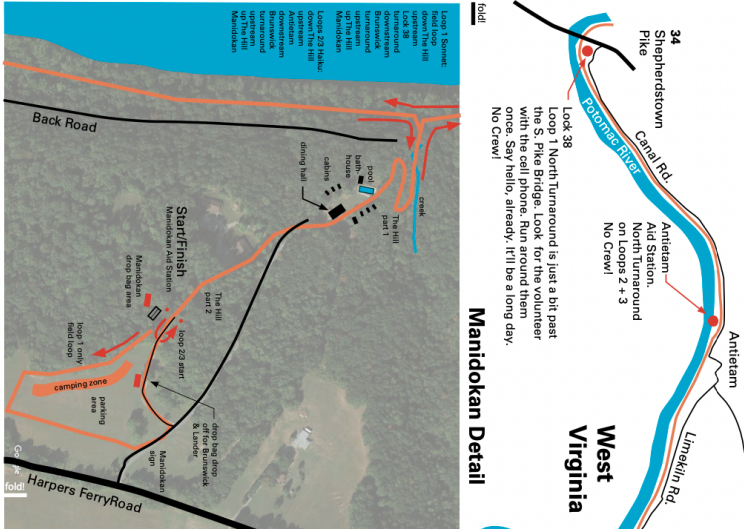 Loop 1 Sonnet:
field loop
down The Hill
upstream
Lock 38
turnaround
downstream
Brunswick
turnaround
upstream
up The Hill
Manidokan
Loops 2/3 Haiku:
down The Hill
upstream
Antietam
downstream
Brunswick
turnaround
upstream
up The Hill
Manidokan
fold!
34
Shepherdstown
Pike
Lock 38
Loop 1 North Turnaround is just a bit past
the S. Pike Bridge. Look for the volunteer
with the cell phone. Run around them
once. Say hello, already. It'll be a long day.
No Crew!
Potomac River
Canal Rd.
Antietam
Aid Station.
North Turnaround
on Loops 2 + 3
No Crew!
Antietam
Limekiln Rd.
West
Virginia
Manidokan Detail
Back Road
creek
pool
bath-
house
cabins
dining hall
The Hill
part 1
Start/Finish
Manidokan Aid Station
The Hill
part 2
Manidokan
drop bag area
loop 2/3 start
loop 1 only
field loop
camping zone
parking
area
drop bag drop
off for Brunswick
& Lander
Manidokan
sign
Harpers FerryRoad
Google
fold!